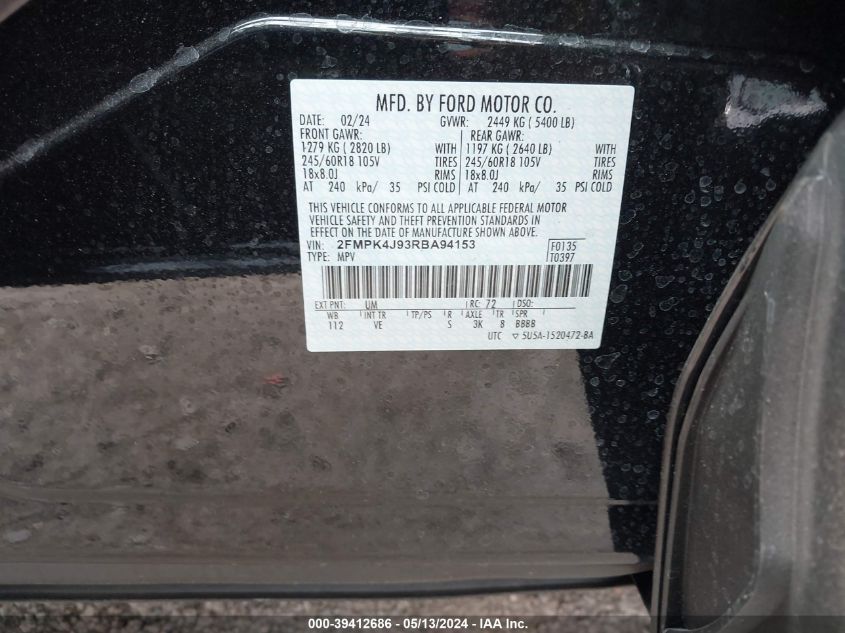 MFD. BY FORD MOTOR CO.
DATE: 02/24 GVWR: 2449 KG ( 5400 LB)
FRONT GAWR: REAR GAWR:
1279 KG ( 2820 LB) WITH 1197 KG ( 2640 LB) WITH
245/60R18 105V TIRES 245/60R18 105V TIRES
18x8.0J RIMS 18x8.0J RIMS
AT 240 kPa/ 35 PSI COLD AT 240 kPa/ 35 PSI COLD
THIS VEHICLE CONFORMS TO ALL APPLICABLE FEDERAL MOTOR
VEHICLE SAFETY AND THEFT PREVENTION STANDARDS IN
EFFECT ON THE DATE OF MANUFACTURE SHOWN ABOVE.
VIN: 2FMPK4J93RBA94153 F0135
TYPE: MPV T0397
EXT PNT: UM RC: 72 DSO:
WB INT TR TP/PS R AXLE TR SPR
112 VE S 3K 8 BBBB
UTC ▽ 5U5A-1520472-BA
000-39412686 - 05/13/2024 - IAA Inc.